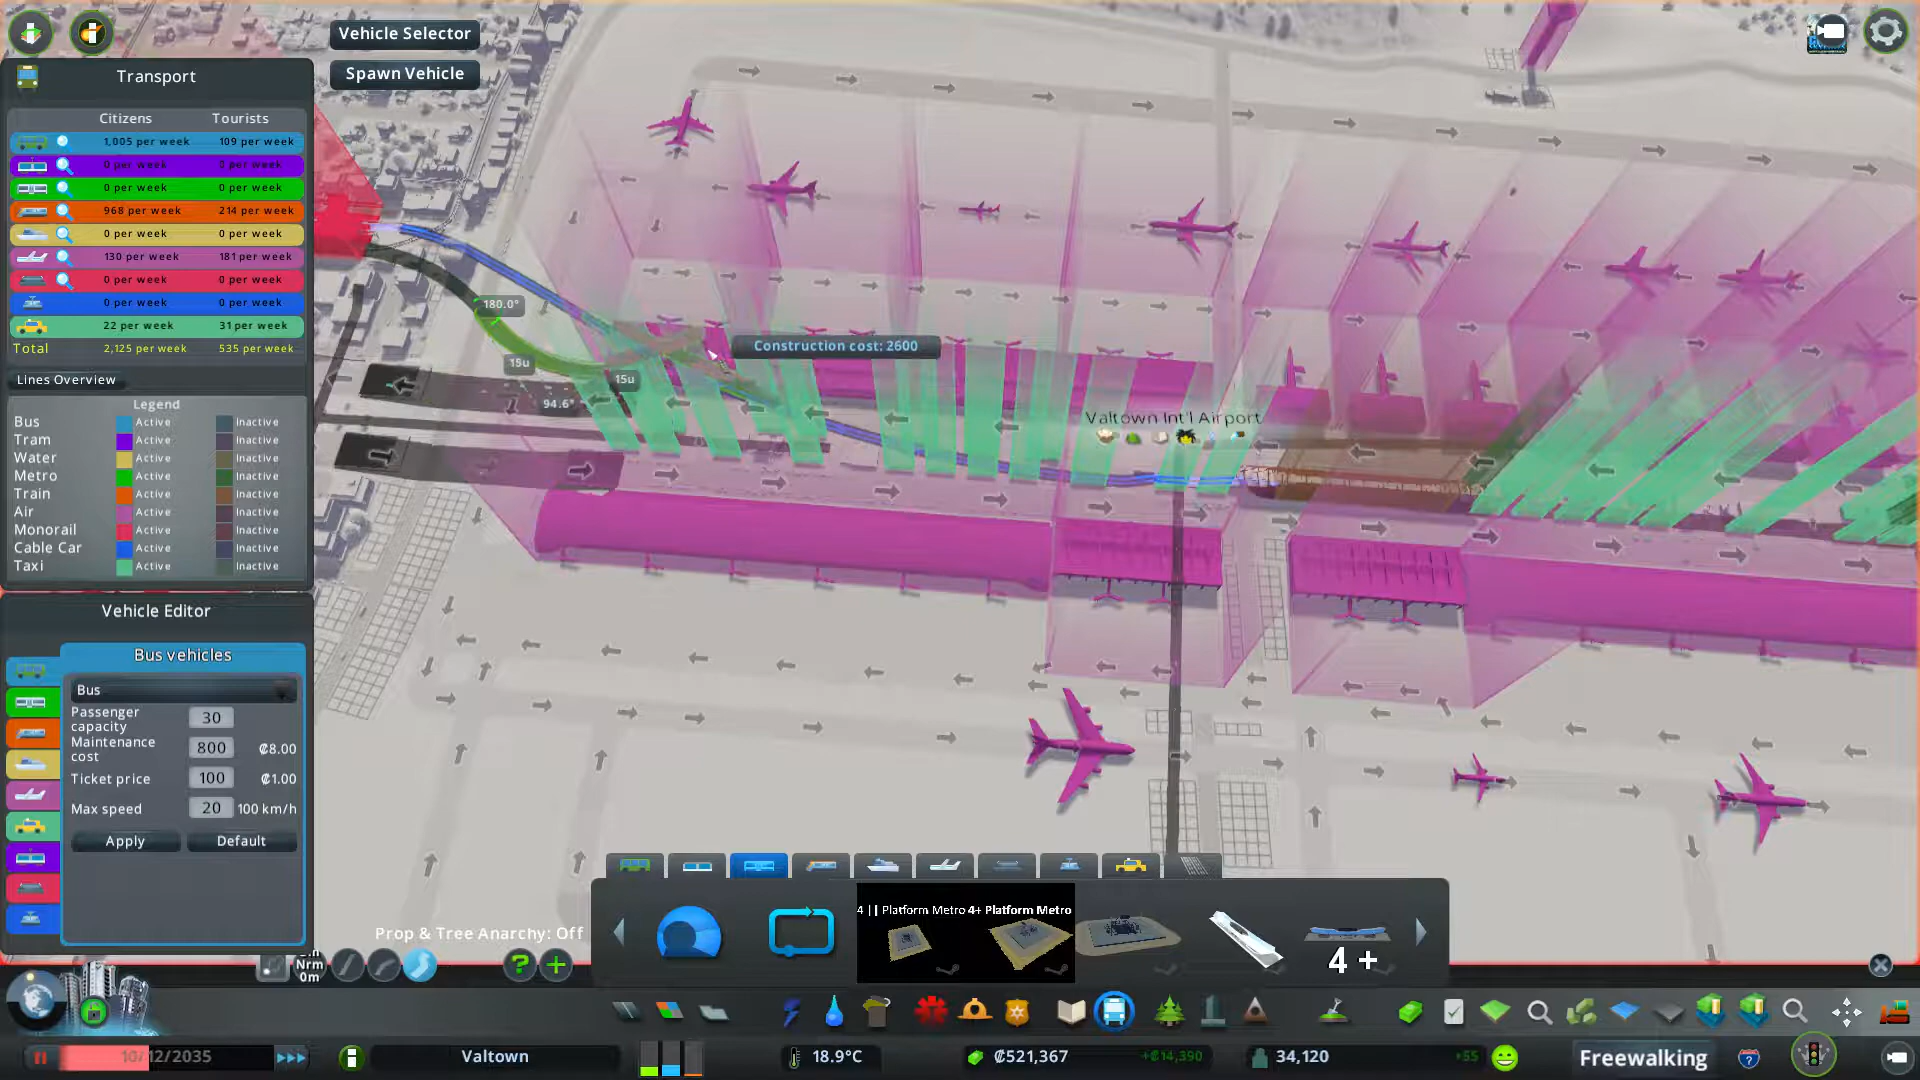 Vehicle Selector
Spawn Vehicle
Transport
Citizens Tourists
1,005 per week 109 per week
0 per week 0 per week
0 per week 0 per week
968 per week 214 per week
0 per week 0 per week
130 per week 181 per week
0 per week 0 per week
0 per week 0 per week
22 per week 31 per week
Total 2,125 per week 535 per week
Lines Overview
Legend
Bus Active Inactive
Tram Active Inactive
Water Active Inactive
Metro Active Inactive
Train Active Inactive
Air Active Inactive
Monorail Active Inactive
Cable Car Active Inactive
Taxi Active Inactive
Vehicle Editor
Bus vehicles
Bus
Passenger capacity 30
Maintenance cost 800 ₡8.00
Ticket price 100 ₡1.00
Max speed 20 100 km/h
Apply Default
180.0°
15u
15u
94.6°
Construction cost: 2600
Valtown Int'l Airport
Prop & Tree Anarchy: Off
Nrm
0m
4 || Platform Metro 4+ Platform Metro
4 +
10/12/2035
Valtown
18.9°C
₡521,367
+₡14,390
34,120
+55
Freewalking